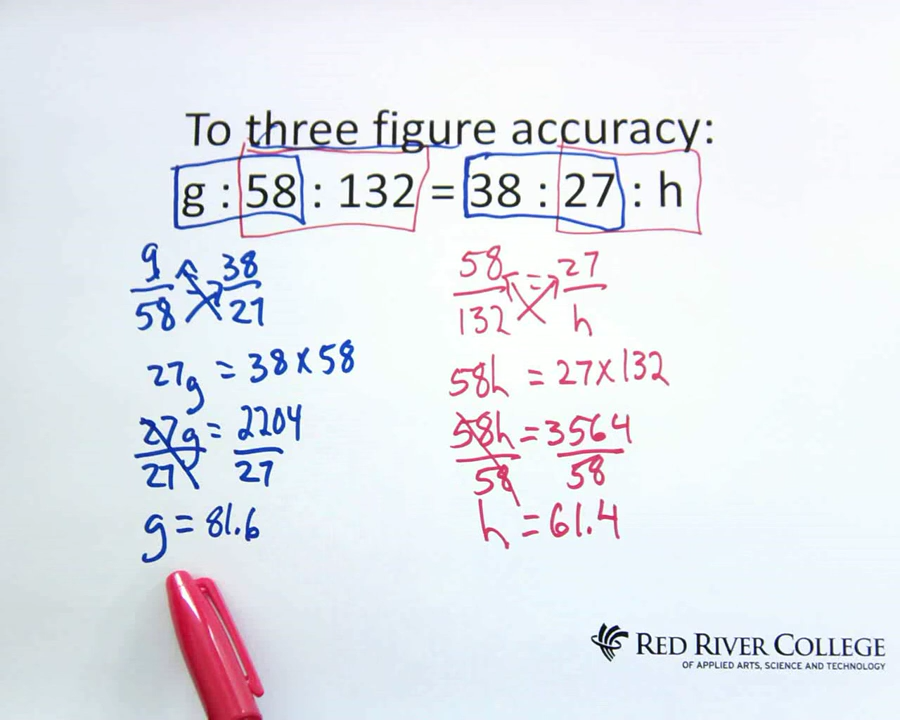 To three figure accuracy:
g : 58 : 132 = 38 : 27 : h
g/58 = 38/27
27g = 38 x 58
27g/27 = 2204/27
g = 81.6
58/132 = 27/h
58h = 27 x 132
58h/58 = 3564/58
h = 61.4
RED RIVER COLLEGE
OF APPLIED ARTS, SCIENCE AND TECHNOLOGY